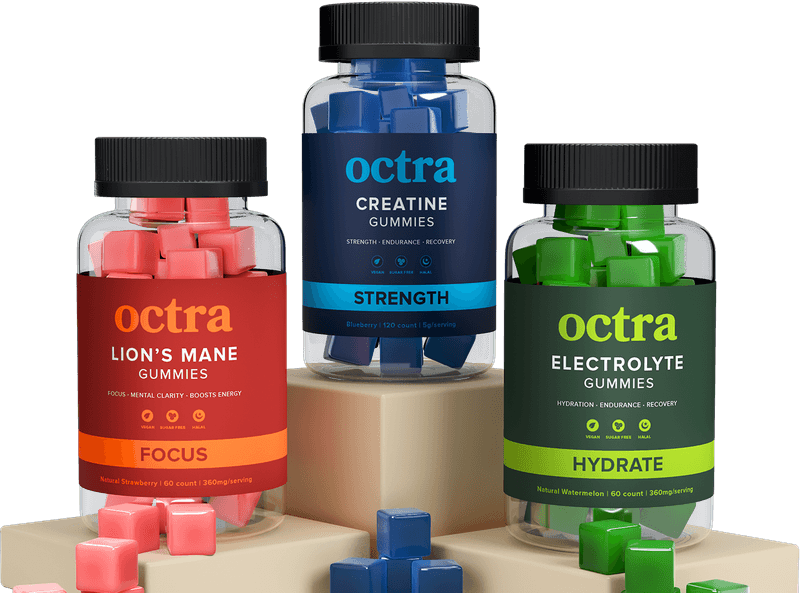 octra
LION'S MANE
GUMMIES
FOCUS - MENTAL CLARITY - BOOSTS ENERGY
VEGAN SUGAR FREE HALAL
FOCUS
Natural Strawberry | 60 count | 360mg/serving
octra
CREATINE
GUMMIES
STRENGTH - ENDURANCE - RECOVERY
VEGAN SUGAR FREE HALAL
STRENGTH
Blueberry | 120 count | 5g/serving
octra
ELECTROLYTE
GUMMIES
HYDRATION - ENDURANCE - RECOVERY
VEGAN SUGAR FREE HALAL
HYDRATE
Natural Watermelon | 60 count | 360mg/serving